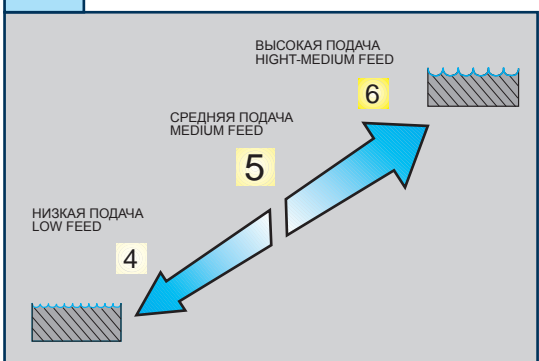 ВЫСОКАЯ ПОДАЧА
HIGHT-MEDIUM FEED
6
СРЕДНЯЯ ПОДАЧА
MEDIUM FEED
5
НИЗКАЯ ПОДАЧА
LOW FEED
4